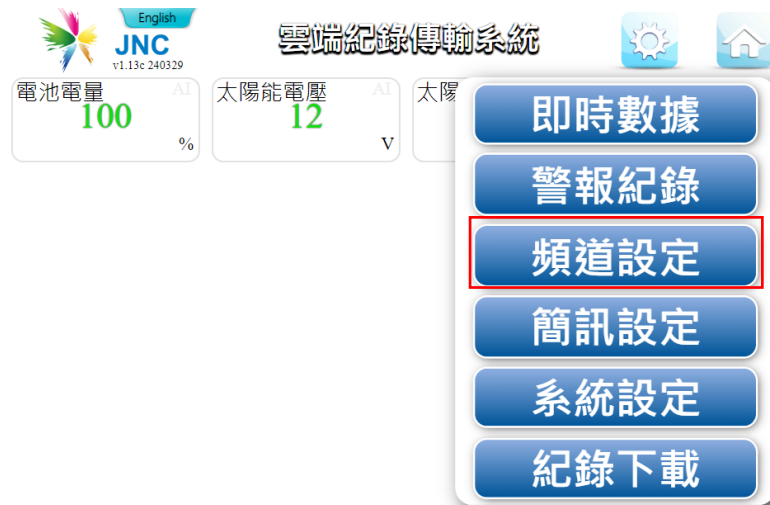 English
JNC
v1.13c 240329
雲端紀錄傳輸系統
電池電量 AI
100
%
太陽能電壓 AI
12
V
太陽
即時數據
警報紀錄
頻道設定
簡訊設定
系統設定
紀錄下載